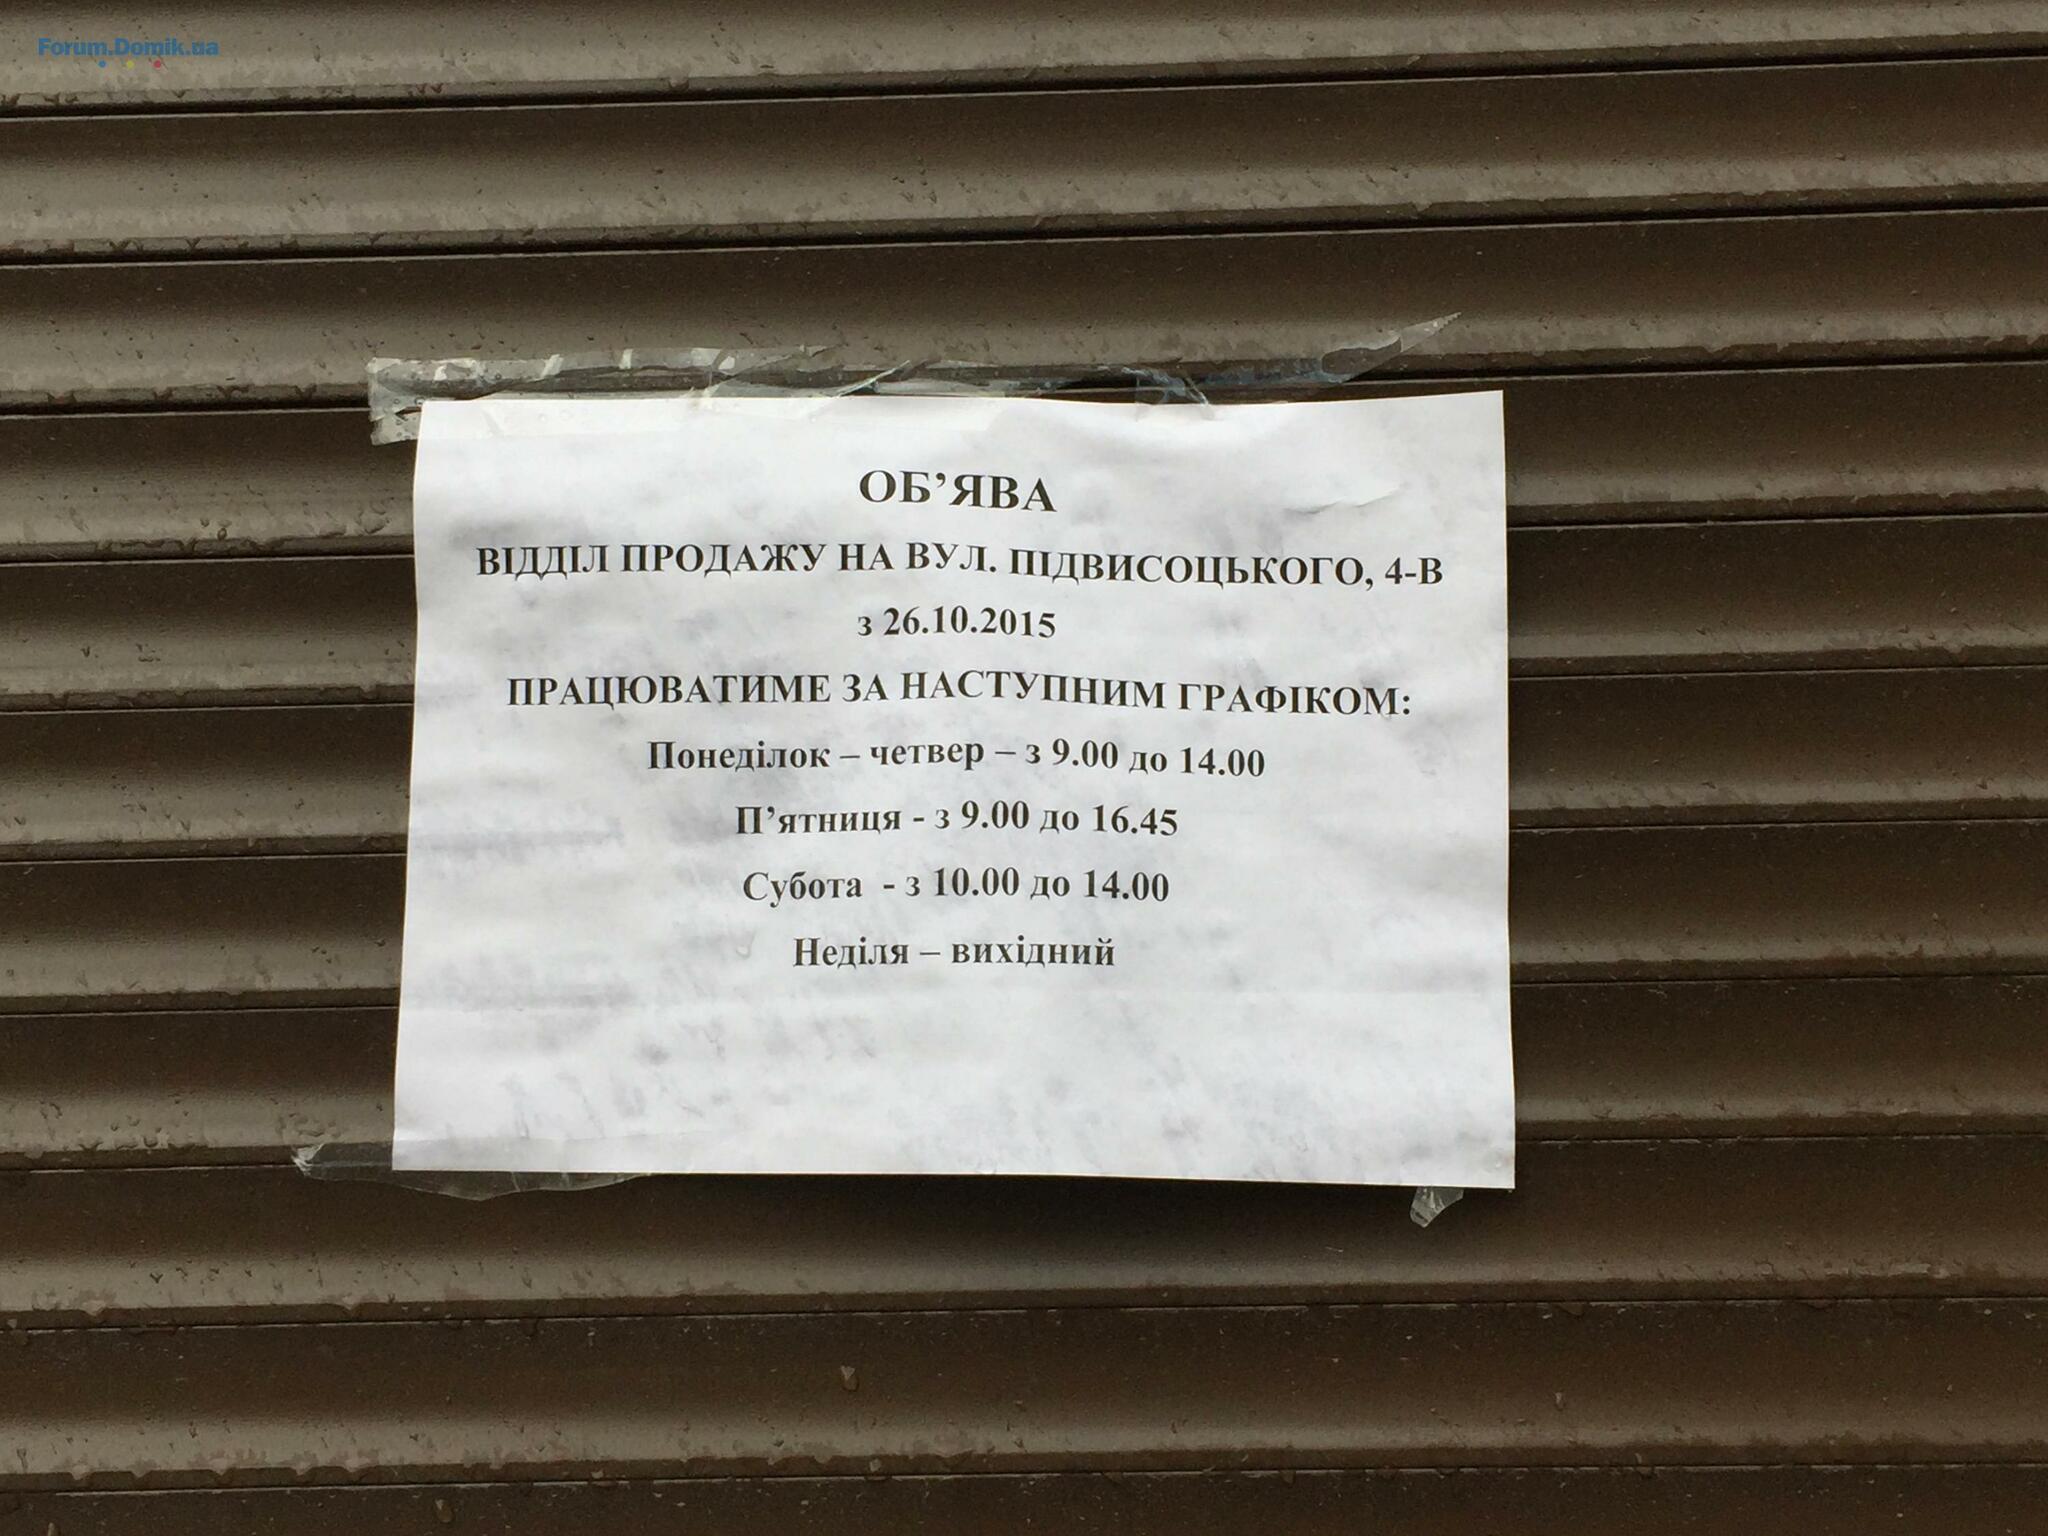 Forum.Domik.ua
ОБ’ЯВА
ВІДДІЛ ПРОДАЖУ НА ВУЛ. ПІДВИСОЦЬКОГО, 4-В
з 26.10.2015
ПРАЦЮВАТИМЕ ЗА НАСТУПНИМ ГРАФІКОМ:
Понеділок – четвер – з 9.00 до 14.00
П’ятниця - з 9.00 до 16.45
Субота - з 10.00 до 14.00
Неділя – вихідний